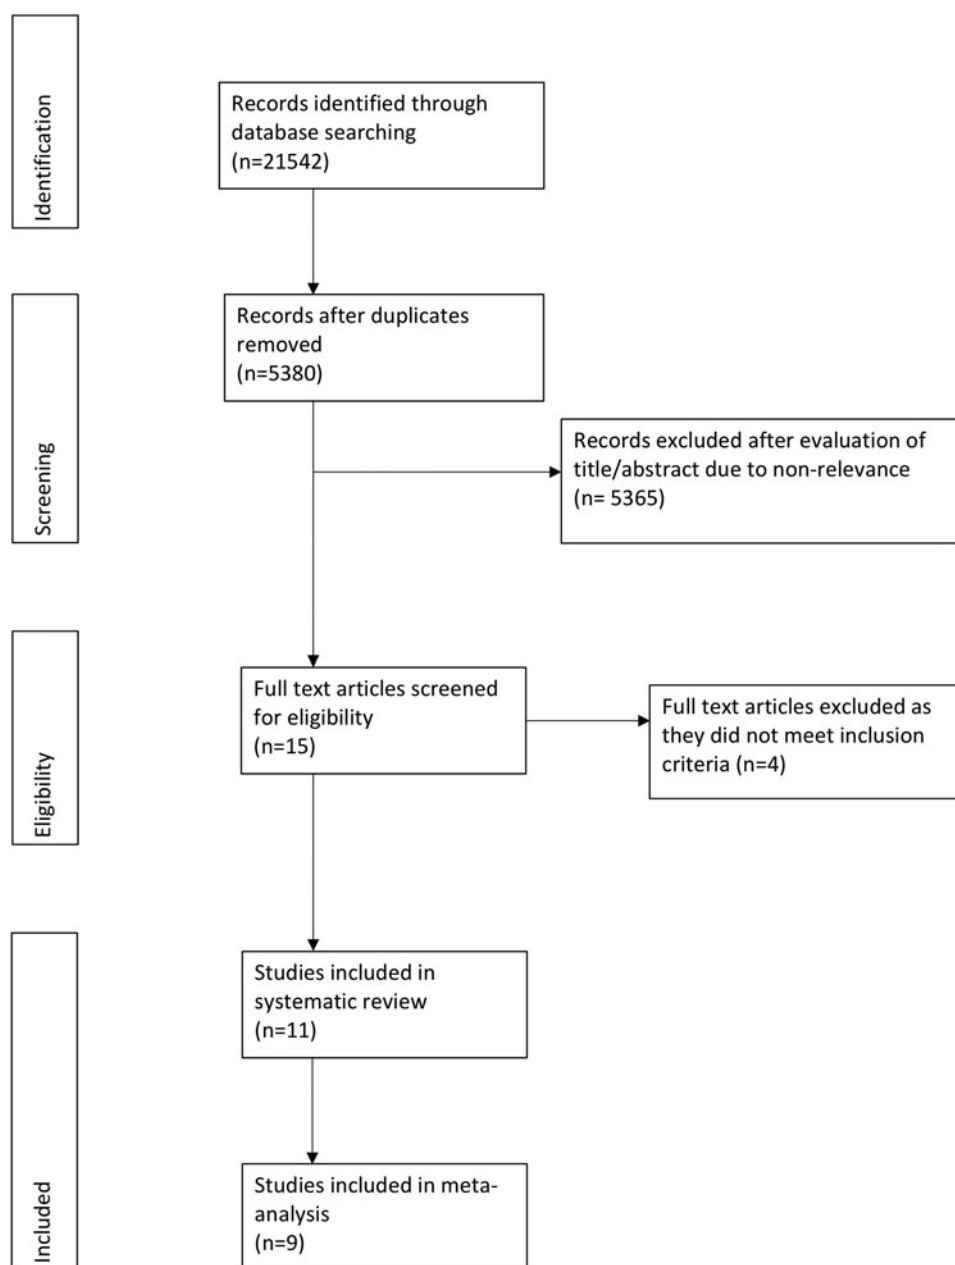 Identification
Records identified through
database searching
(n=21542)
Screening
Records after duplicates
removed
(n=5380)
Records excluded after evaluation of
title/abstract due to non-relevance
(n= 5365)
Eligibility
Full text articles screened
for eligibility
(n=15)
Full text articles excluded as
they did not meet inclusion
criteria (n=4)
Included
Studies included in
systematic review
(n=11)
Studies included in meta-
analysis
(n=9)